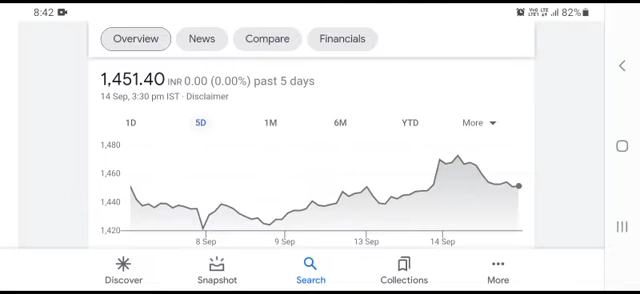 8:42 82%
Overview News Compare Financials
1,451.40 INR 0.00 (0.00%) past 5 days
14 Sep, 3:30 pm IST · Disclaimer
1D 5D 1M 6M YTD More
1,480
1,460
1,440
1,420
8 Sep 9 Sep 13 Sep 14 Sep
Discover Snapshot Search Collections More